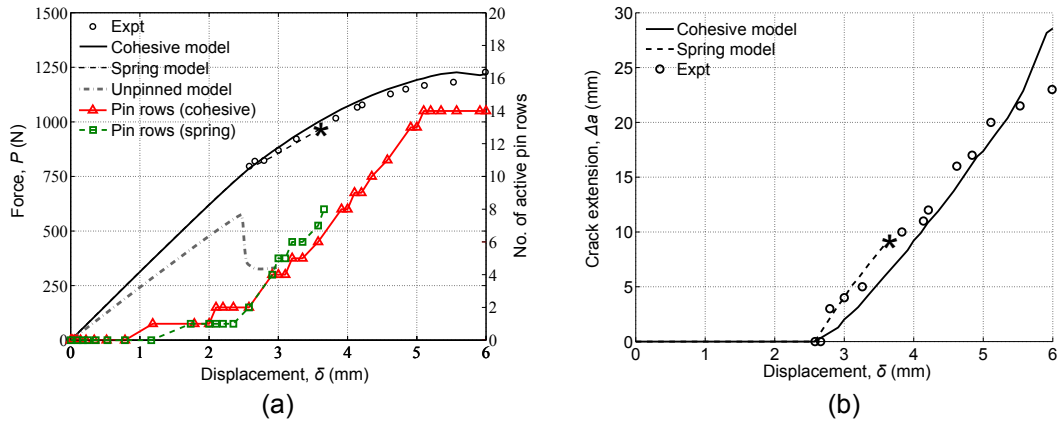 1500
1250
1000
750
500
250
0
Force, P (N)
20
18
16
14
12
10
8
6
4
2
0
No. of active pin rows
Expt
Cohesive model
Spring model
Unpinned model
Pin rows (cohesive)
Pin rows (spring)
*
0 1 2 3 4 5 6
Displacement, δ (mm)
(a)
30
25
20
15
10
5
0
Crack extension, Δa (mm)
Cohesive model
Spring model
Expt
*
0 1 2 3 4 5 6
Displacement, δ (mm)
(b)